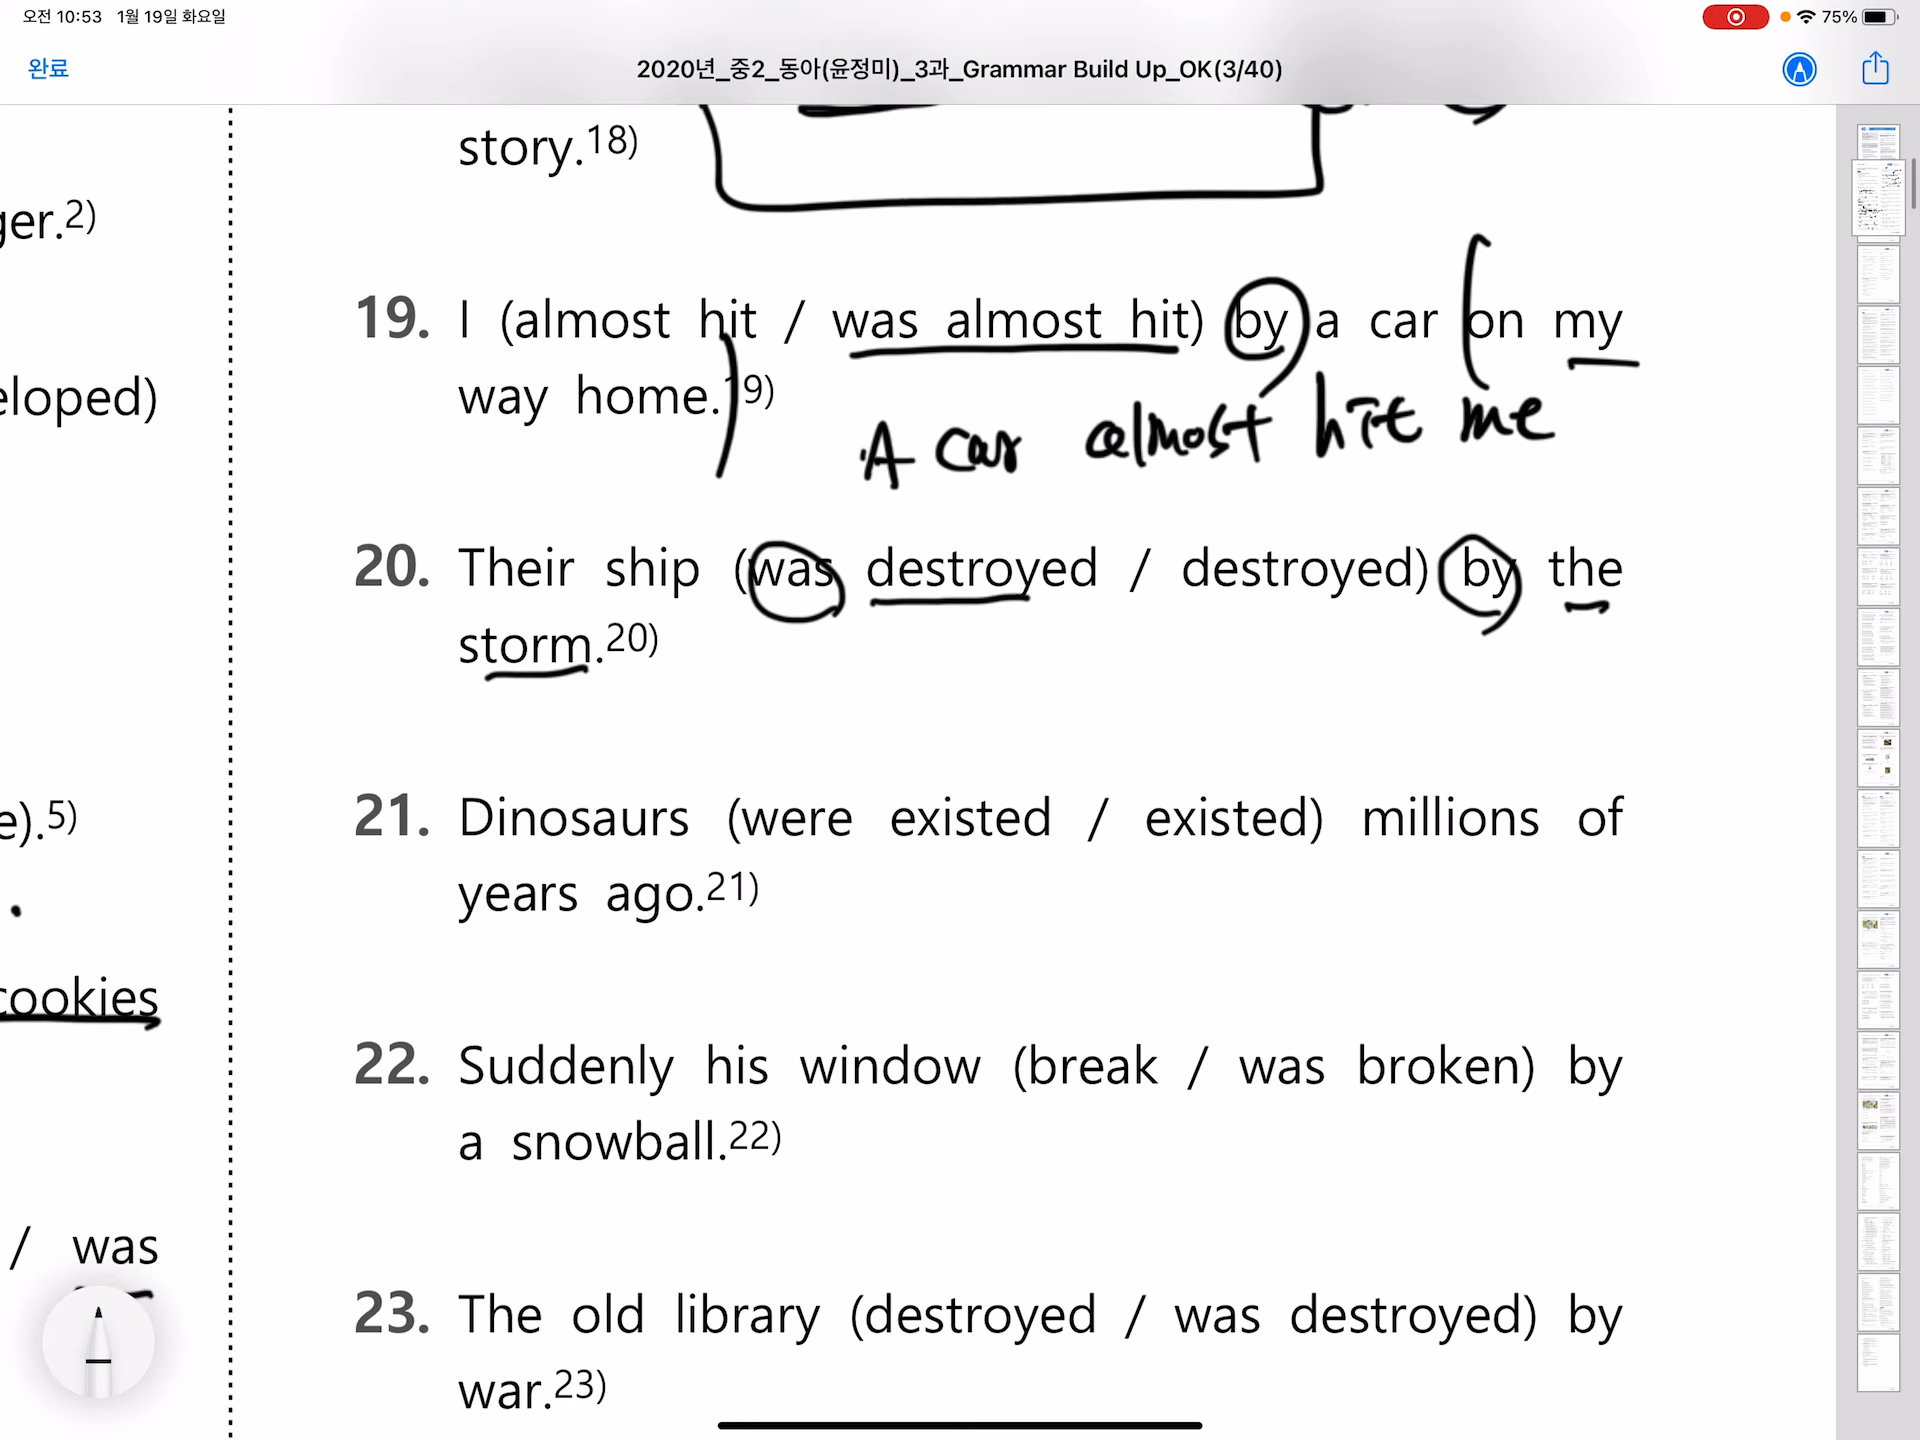 오전 10:53 1월 19일 화요일
75%
완료
2020년_중2_동아(윤정미)_3과_Grammar Build Up_OK(3/40)
ger.2)
eloped)
e).5)
.
cookies
/ was
story.18)
19. I (almost hit / was almost hit) by a car on my
way home.19)
A car almost hit me
20. Their ship (was destroyed / destroyed) by the
storm.20)
21. Dinosaurs (were existed / existed) millions of
years ago.21)
22. Suddenly his window (break / was broken) by
a snowball.22)
23. The old library (destroyed / was destroyed) by
war.23)